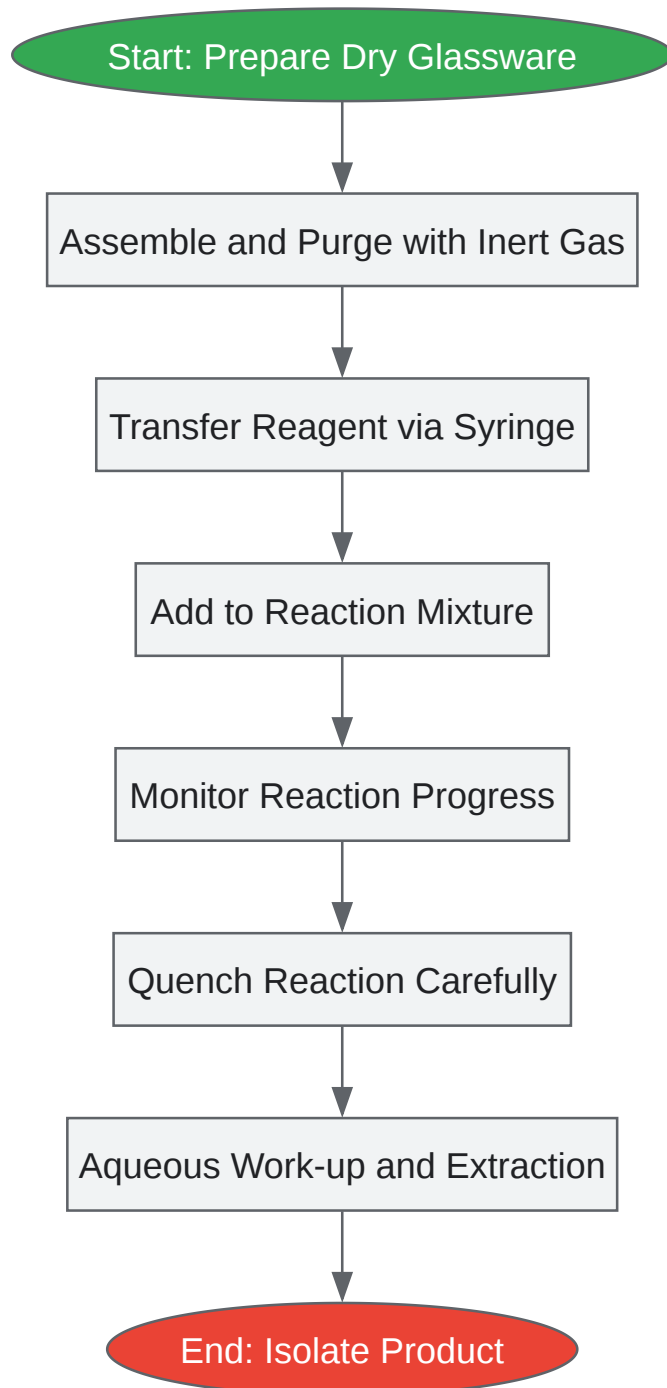 Start: Prepare Dry Glassware
Assemble and Purge with Inert Gas
Transfer Reagent via Syringe
Add to Reaction Mixture
Monitor Reaction Progress
Quench Reaction Carefully
Aqueous Work-up and Extraction
End: Isolate Product